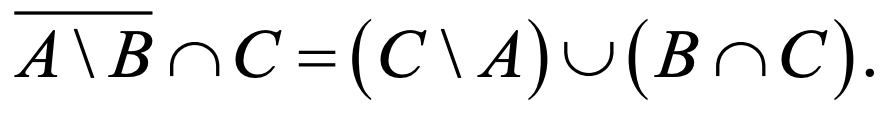 $\overline{A \setminus B} \cap C = (C \setminus A) \cup (B \cap C).$